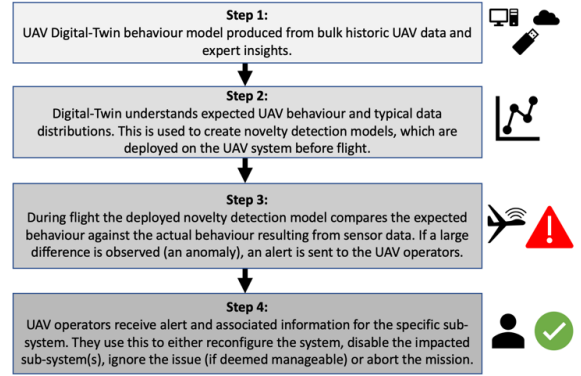 Step 1:
UAV Digital-Twin behaviour model produced from bulk historic UAV data and
expert insights.
Step 2:
Digital-Twin understands expected UAV behaviour and typical data
distributions. This is used to create novelty detection models, which are
deployed on the UAV system before flight.
Step 3:
During flight the deployed novelty detection model compares the expected
behaviour against the actual behaviour resulting from sensor data. If a large
difference is observed (an anomaly), an alert is sent to the UAV operators.
Step 4:
UAV operators receive alert and associated information for the specific sub-
system. They use this to either reconfigure the system, disable the impacted
sub-system(s), ignore the issue (if deemed manageable) or abort the mission.